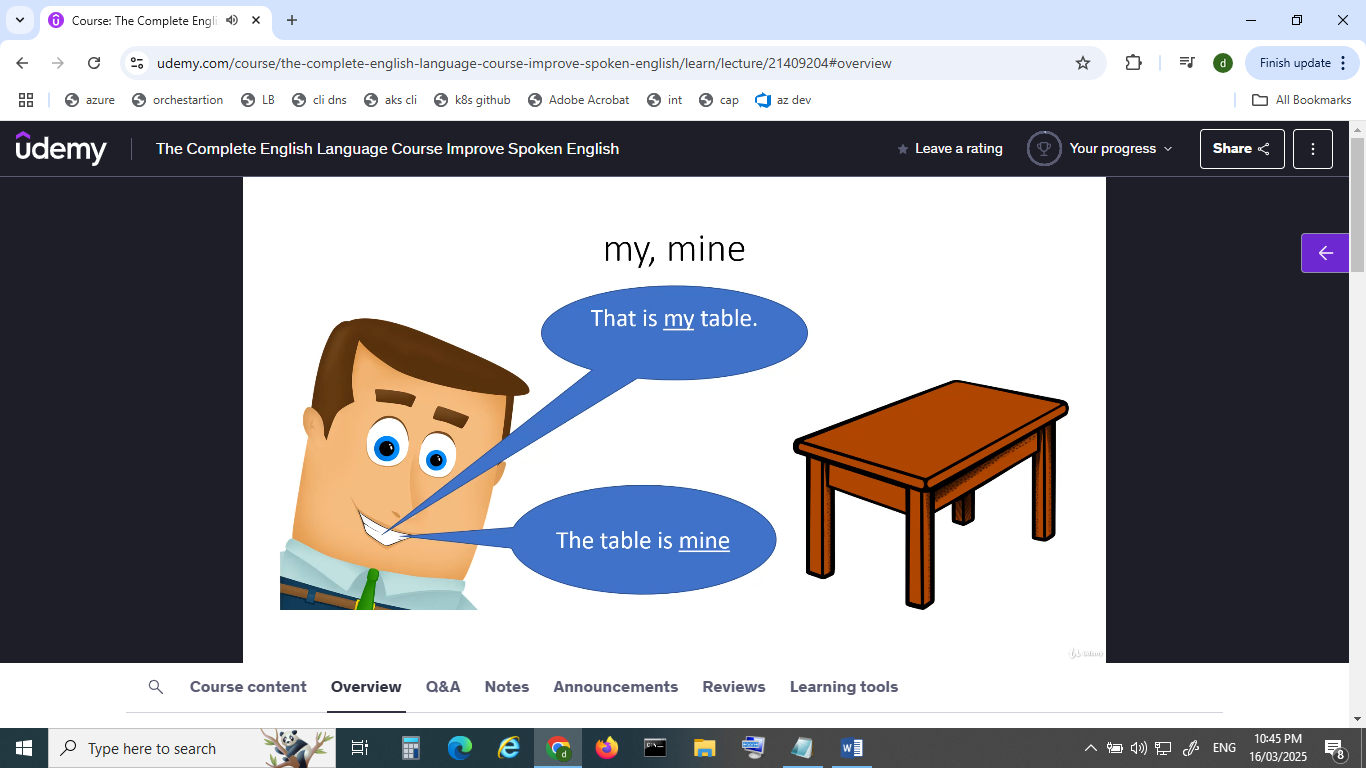 Course: The Complete Engli
udemy.com/course/the-complete-english-language-course-improve-spoken-english/learn/lecture/21409204#overview
d
Finish update
azure
orchestartion
LB
cli dns
aks cli
k8s github
Adobe Acrobat
int
cap
az dev
All Bookmarks
udemy
The Complete English Language Course Improve Spoken English
Leave a rating
Your progress
Share
my, mine
That is my table.
The table is mine
Udemy
Course content
Overview
Q&A
Notes
Announcements
Reviews
Learning tools
Type here to search
d
ENG
10:45 PM
16/03/2025
8